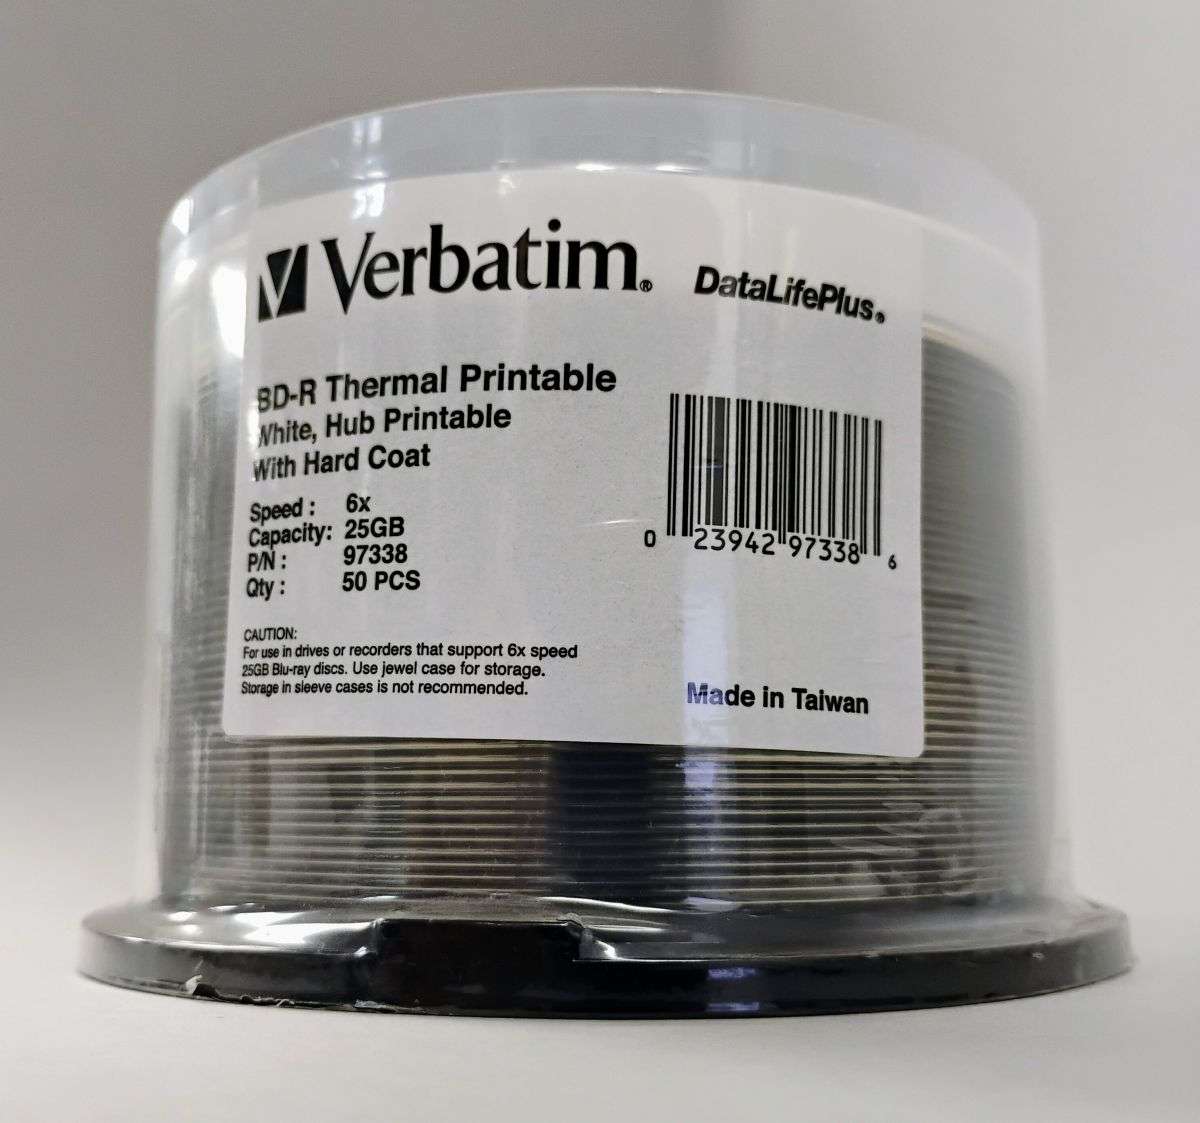 Verbatim®
DataLifePlus®
BD-R Thermal Printable
White, Hub Printable
With Hard Coat
Speed : 6x
Capacity: 25GB
P/N : 97338
Qty : 50 PCS
0 23942 97338 6
CAUTION:
For use in drives or recorders that support 6x speed
25GB Blu-ray discs. Use jewel case for storage.
Storage in sleeve cases is not recommended.
Made in Taiwan